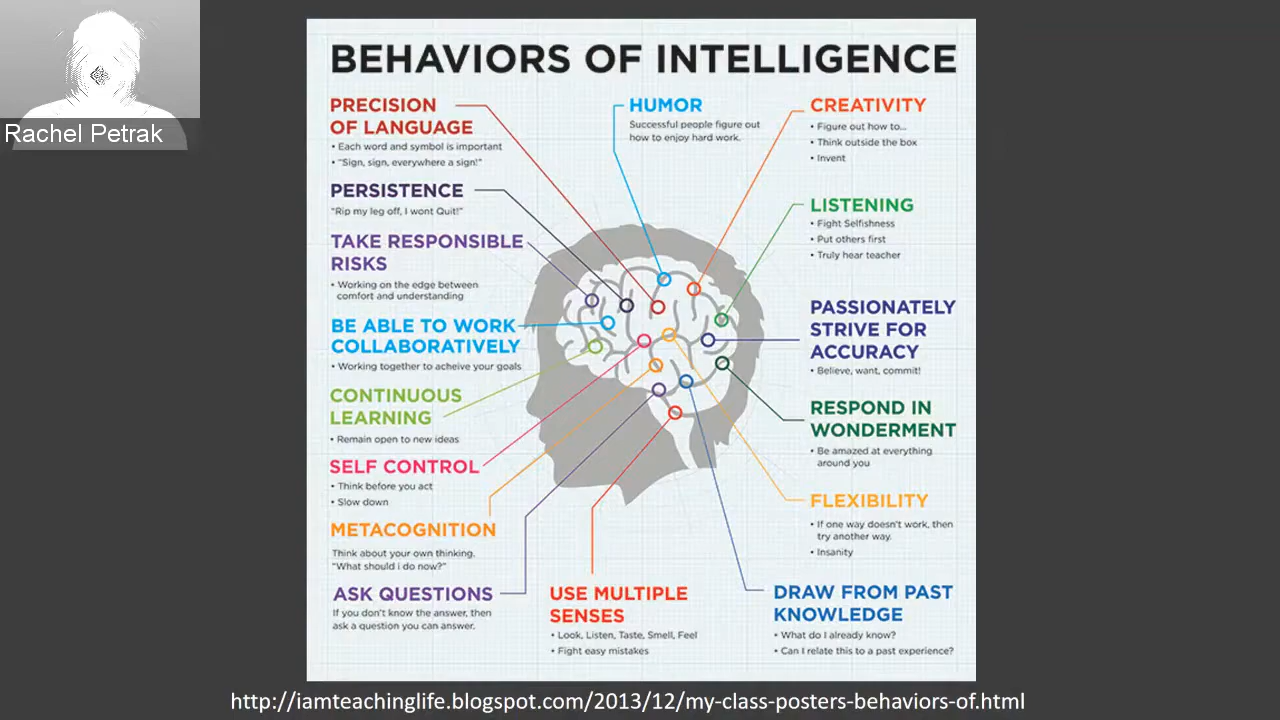 Rachel Petrak
BEHAVIORS OF INTELLIGENCE
PRECISION
OF LANGUAGE
• Each word and symbol is important
• "Sign, sign, everywhere a sign!"
PERSISTENCE
"Rip my leg off, I wont Quit!"
TAKE RESPONSIBLE
RISKS
• Working on the edge between
comfort and understanding
BE ABLE TO WORK
COLLABORATIVELY
• Working together to acheive your goals
CONTINUOUS
LEARNING
• Remain open to new ideas
SELF CONTROL
• Think before you act
• Slow down
METACOGNITION
Think about your own thinking.
"What should i do now?"
ASK QUESTIONS
If you don't know the answer, then
ask a question you can answer.
HUMOR
Successful people figure out
how to enjoy hard work.
USE MULTIPLE
SENSES
• Look, Listen, Taste, Smell, Feel
• Fight easy mistakes
CREATIVITY
• Figure out how to...
• Think outside the box
• Invent
LISTENING
• Fight Selfishness
• Put others first
• Truly hear teacher
PASSIONATELY
STRIVE FOR
ACCURACY
• Believe, want, commit!
RESPOND IN
WONDERMENT
• Be amazed at everything
around you
FLEXIBILITY
• If one way doesn't work, then
try another way.
• Insanity
DRAW FROM PAST
KNOWLEDGE
• What do I already know?
• Can I relate this to a past experience?
http://iamteachinglife.blogspot.com/2013/12/my-class-posters-behaviors-of.html